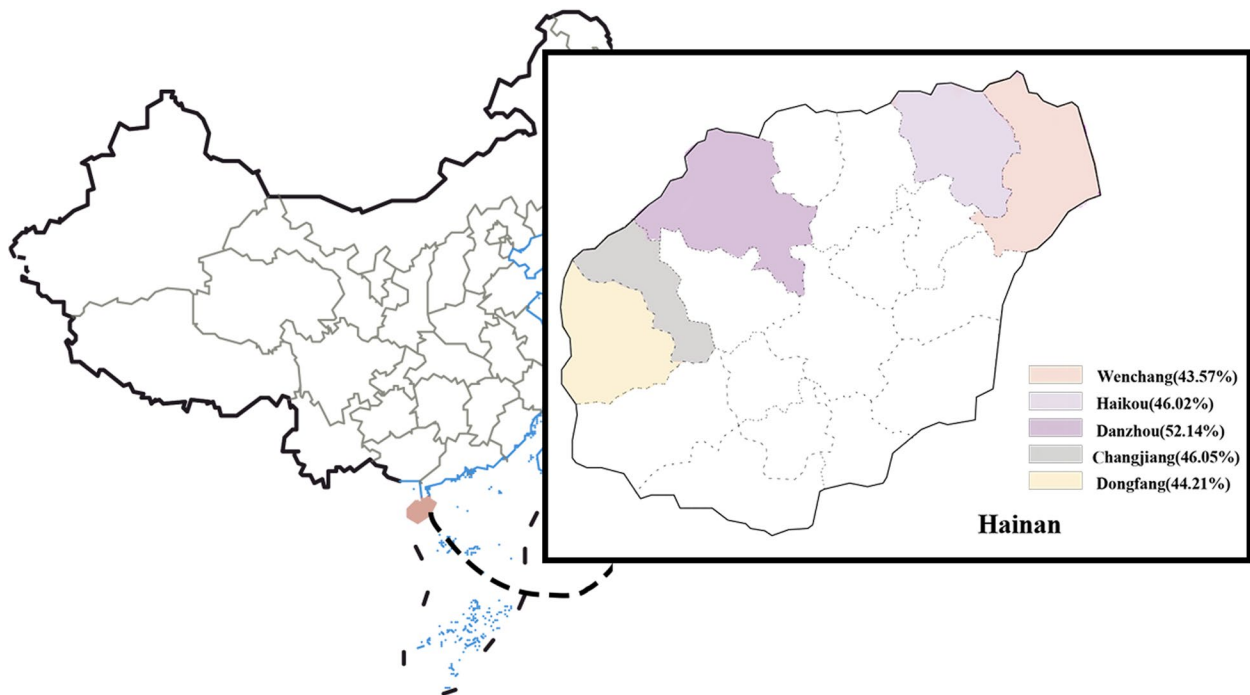 Wenchang(43.57%)
Haikou(46.02%)
Danzhou(52.14%)
Changjiang(46.05%)
Dongfang(44.21%)
Hainan